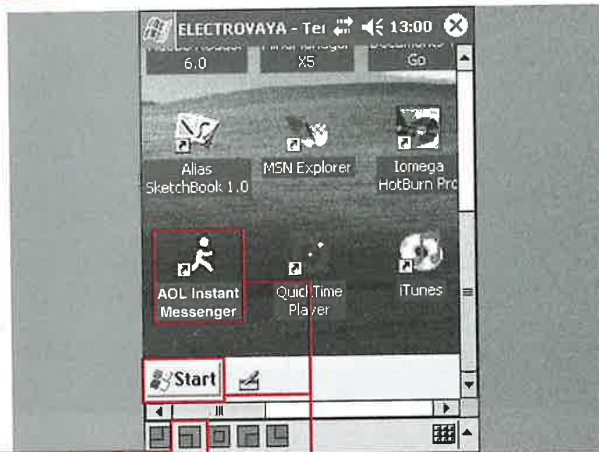 ELECTROVAYA - Ter 13:00
6.0 X5 Go
Alias
SketchBook 1.0
MSN Explorer
Iomega
HotBurn Pro
AOL Instant
Messenger
QuickTime
Player
iTunes
Start